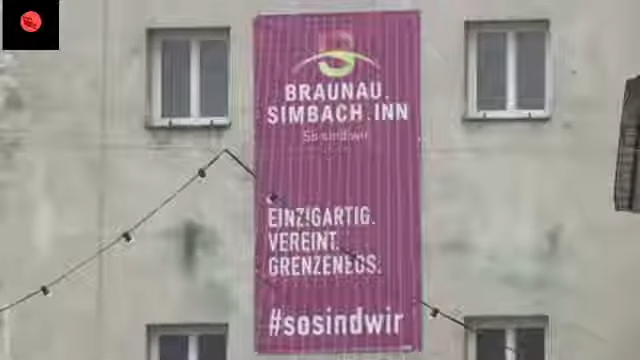 BRAUNAU.
SIMBACH.INN
So sind wir
EINZIGARTIG.
VEREINT.
GRENZENLOS.
#sosindwir